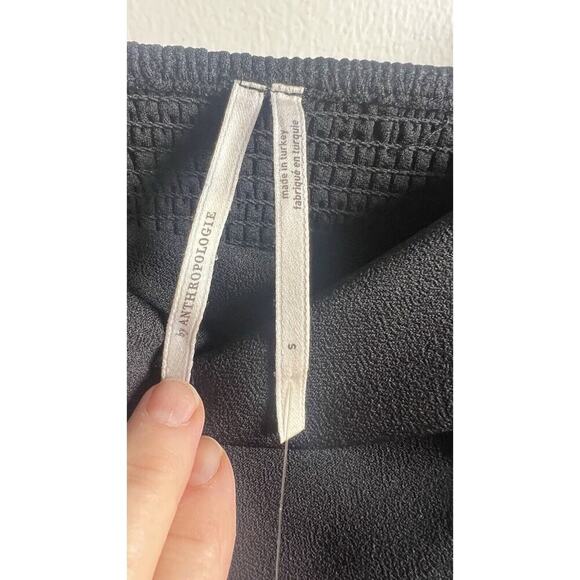 by ANTHROPOLOGIE
made in turkey
fabriqué en turquie
S